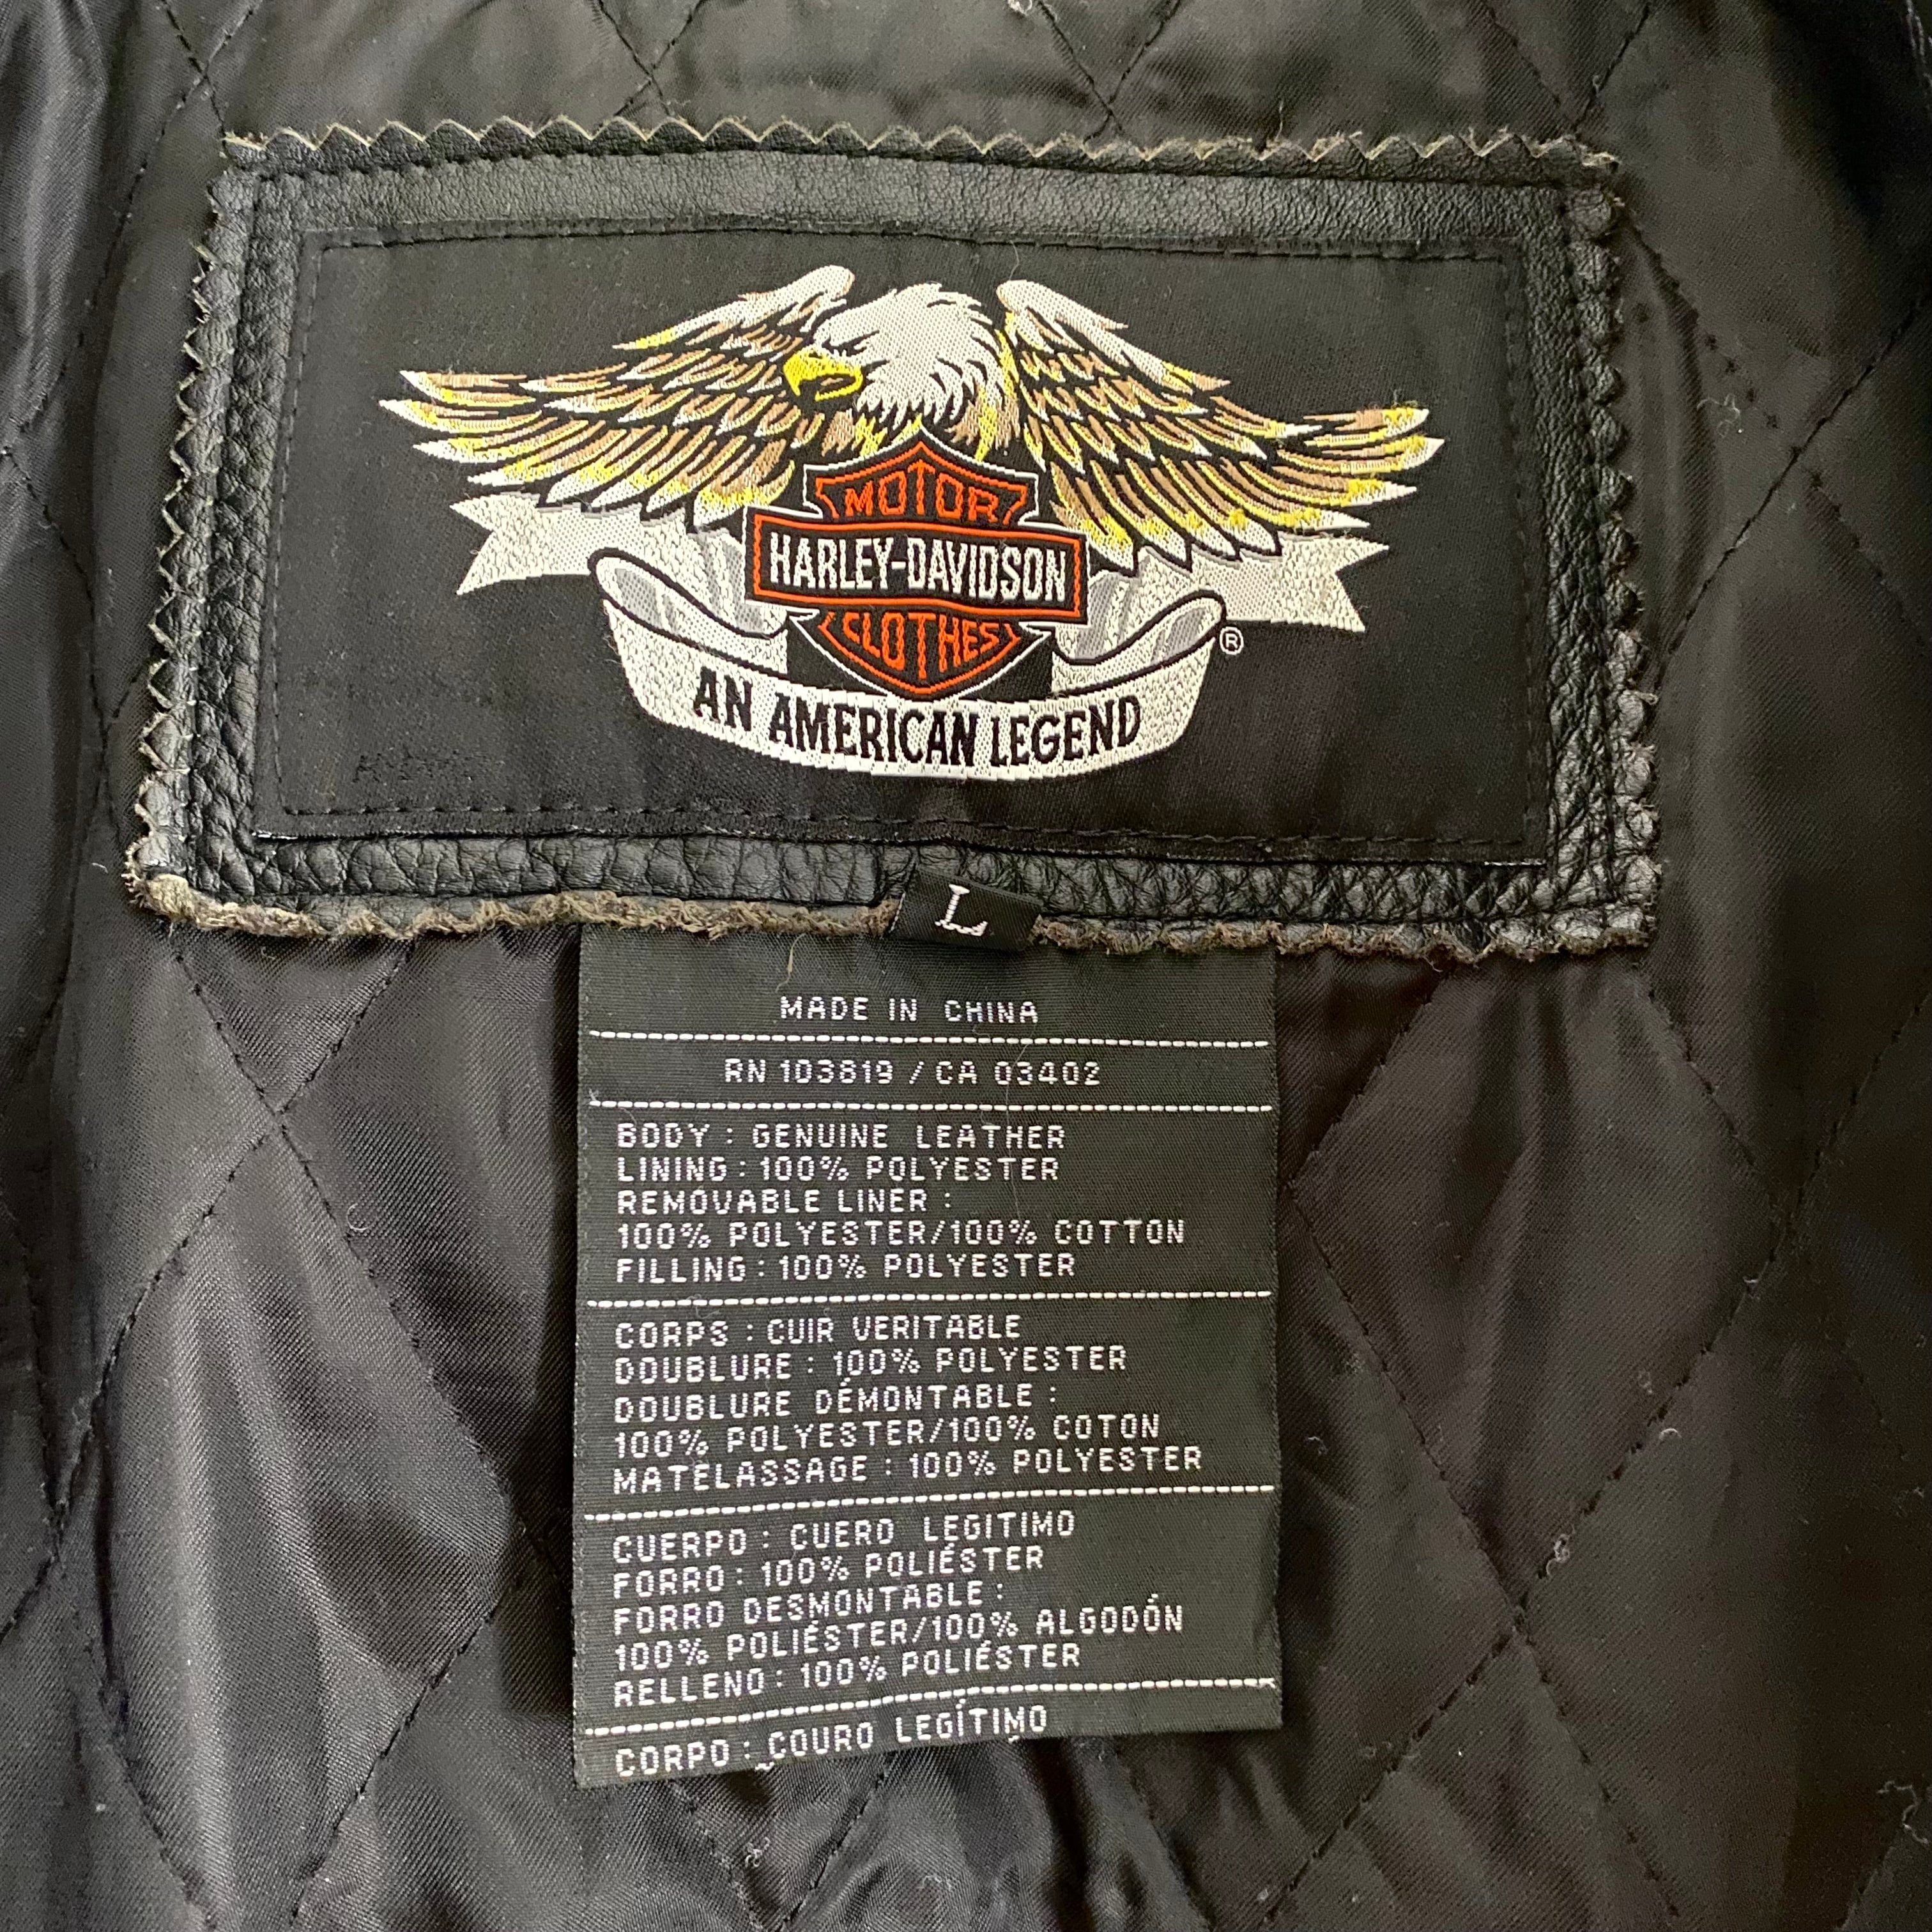 MOTOR
HARLEY-DAVIDSON
CLOTHES
®
AN AMERICAN LEGEND
L
MADE IN CHINA
RN 103819 / CA 03402
BODY : GENUINE LEATHER
LINING : 100% POLYESTER
REMOVABLE LINER :
100% POLYESTER/100% COTTON
FILLING : 100% POLYESTER
CORPS : CUIR VERITABLE
DOUBLURE : 100% POLYESTER
DOUBLURE DÉMONTABLE :
100% POLYESTER/100% COTON
MATELASSAGE : 100% POLYESTER
CUERPO : CUERO LEGITIMO
FORRO : 100% POLIÉSTER
FORRO DESMONTABLE :
100% POLIÉSTER/100% ALGODÓN
RELLENO : 100% POLIÉSTER
CORPO : COURO LEGÍTIMO